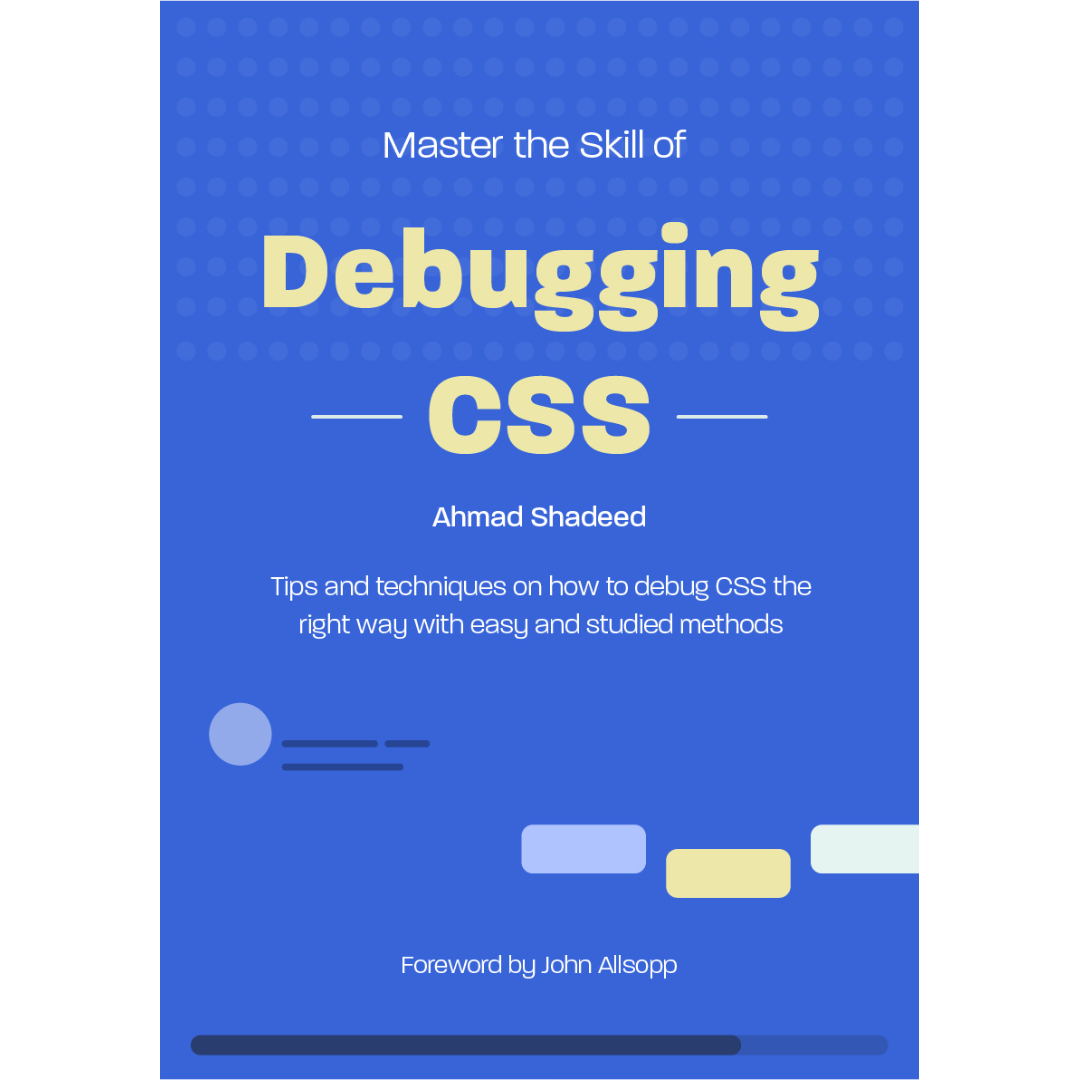 Master the Skill of
Debugging
CSS
Ahmad Shadeed
Tips and techniques on how to debug CSS the
right way with easy and studied methods
Foreword by John Allsopp